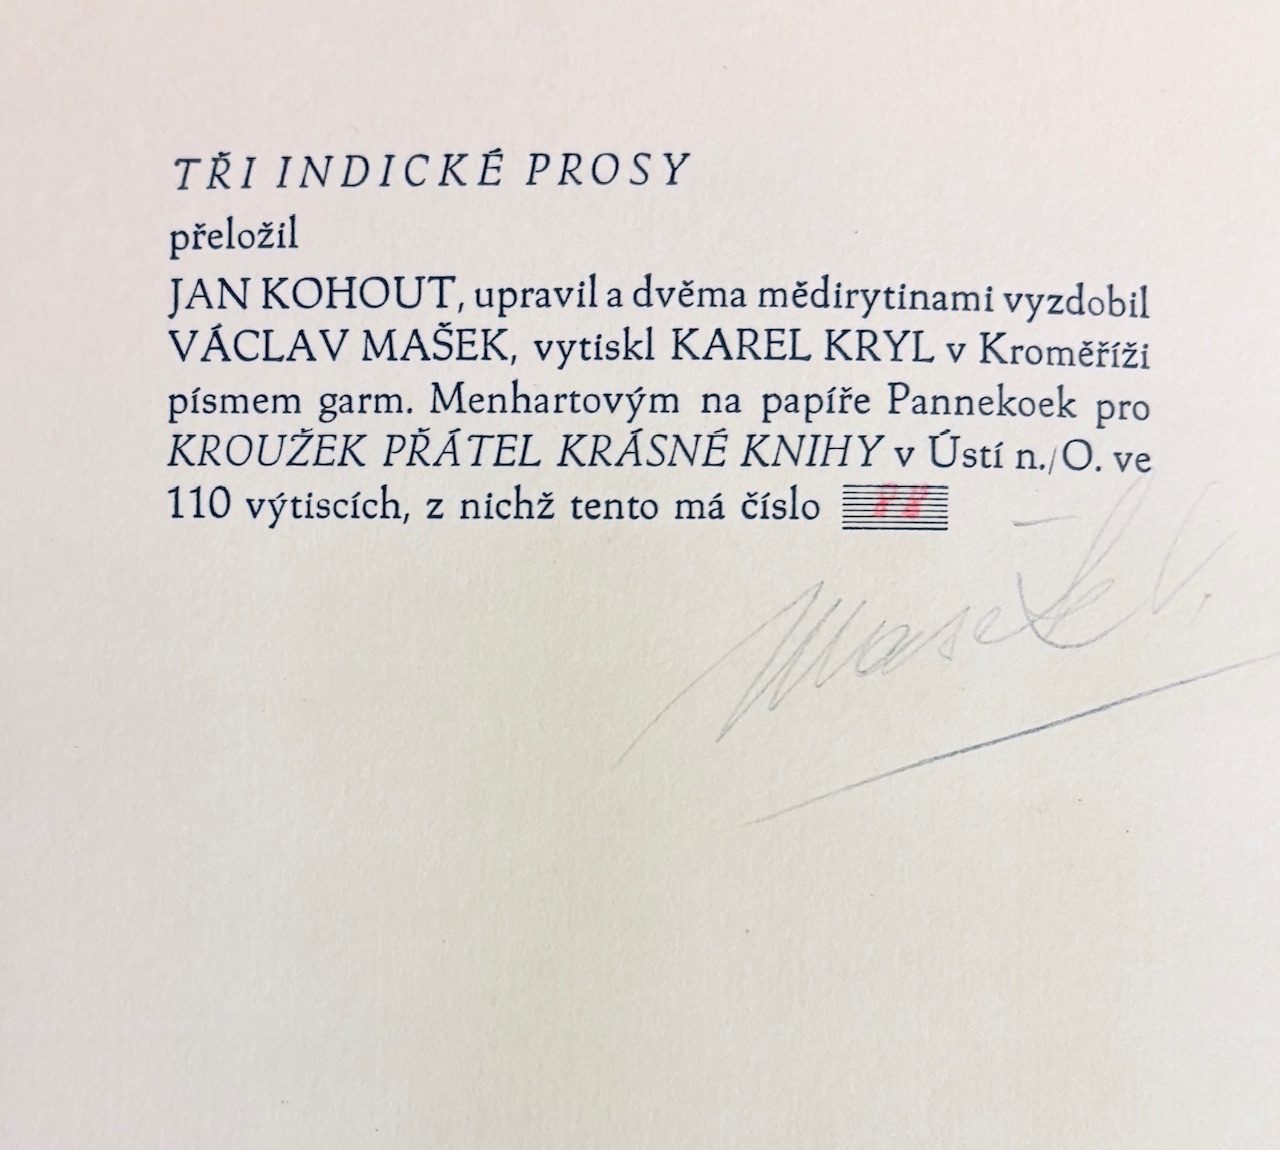 TŘI INDICKÉ PROSY
přeložil
JAN KOHOUT, upravil a dvěma mědirytinami vyzdobil
VÁCLAV MAŠEK, vytiskl KAREL KRYL v Kroměříži
písmem garm. Menhartovým na papíře Pannekoek pro
KROUŽEK PŘÁTEL KRÁSNÉ KNIHY v Ústí n./O. ve
110 výtiscích, z nichž tento má číslo
Mašek V.